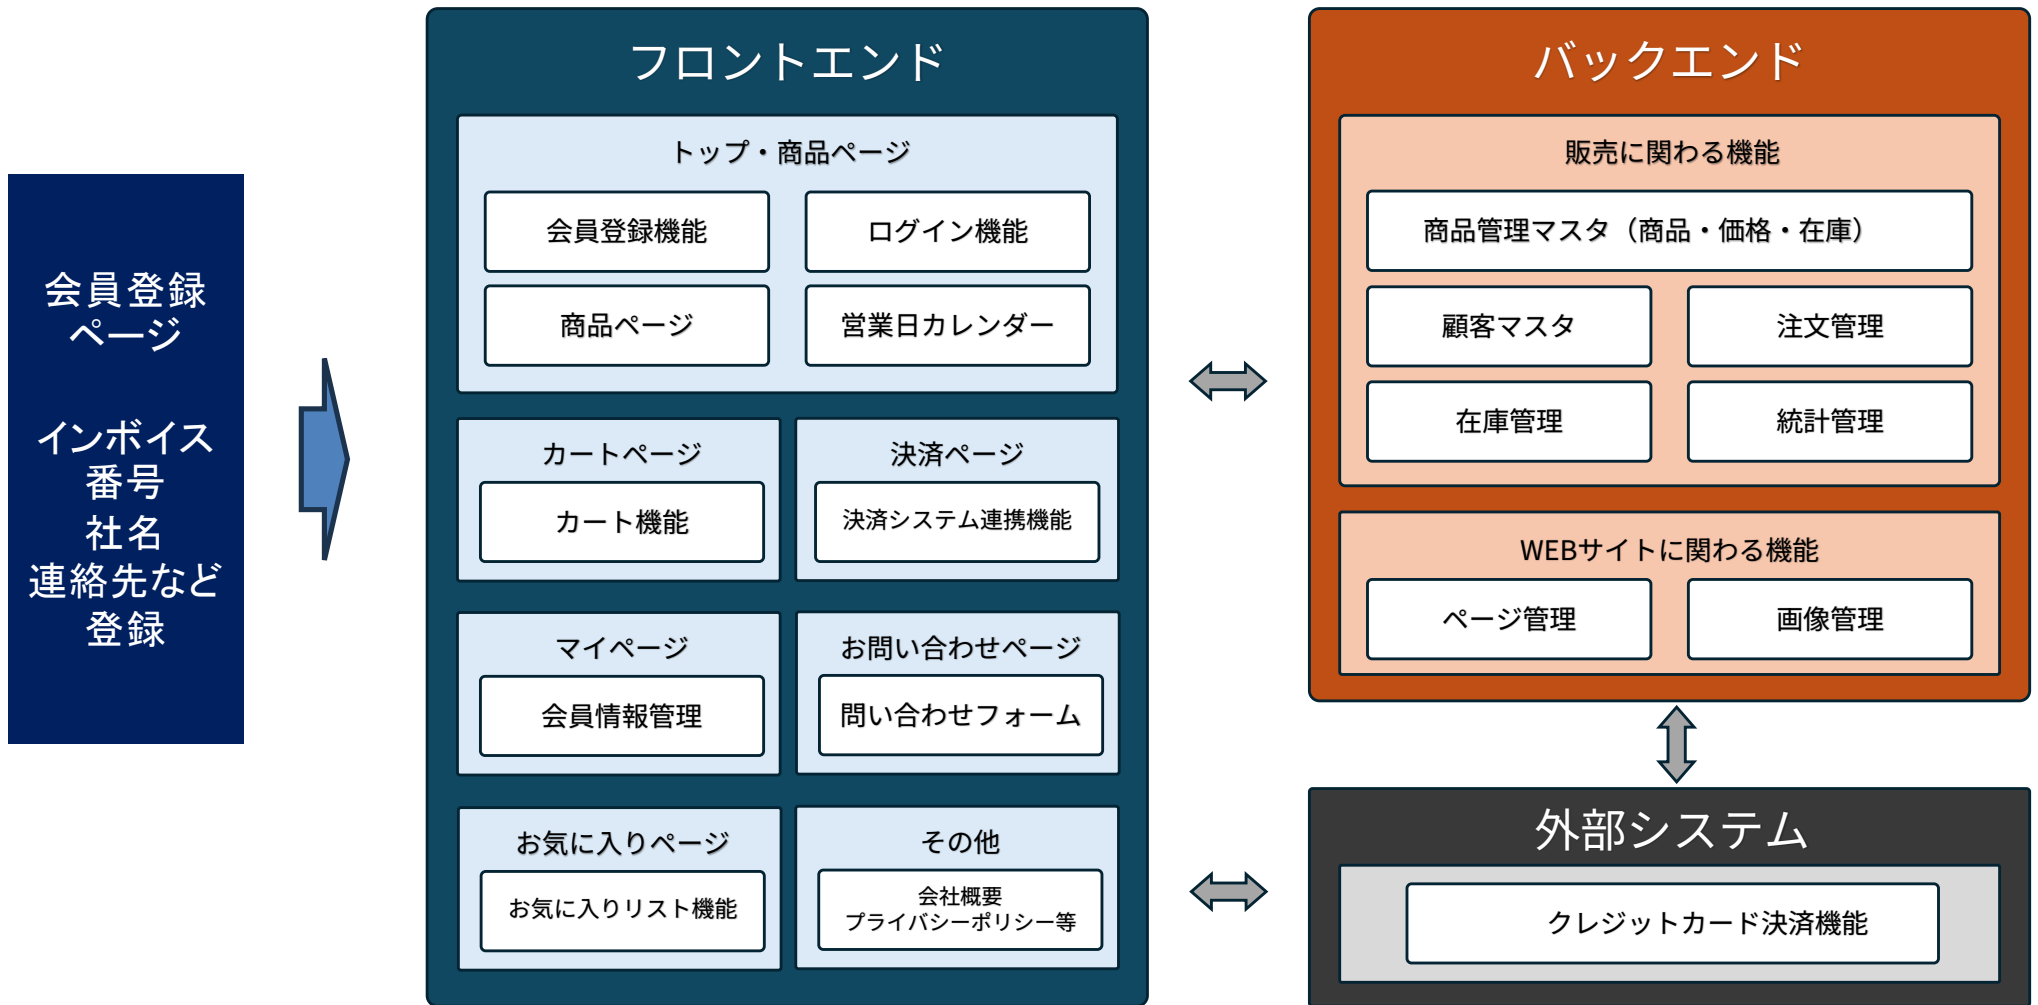 会員登録
ページ
インボイス
番号
社名
連絡先など
登録
フロントエンド
トップ・商品ページ
会員登録機能
ログイン機能
商品ページ
営業日カレンダー
カートページ
カート機能
決済ページ
決済システム連携機能
マイページ
会員情報管理
お問い合わせページ
問い合わせフォーム
お気に入りページ
お気に入りリスト機能
その他
会社概要
プライバシーポリシー等
バックエンド
販売に関わる機能
商品管理マスタ（商品・価格・在庫）
顧客マスタ
注文管理
在庫管理
統計管理
WEBサイトに関わる機能
ページ管理
画像管理
外部システム
クレジットカード決済機能